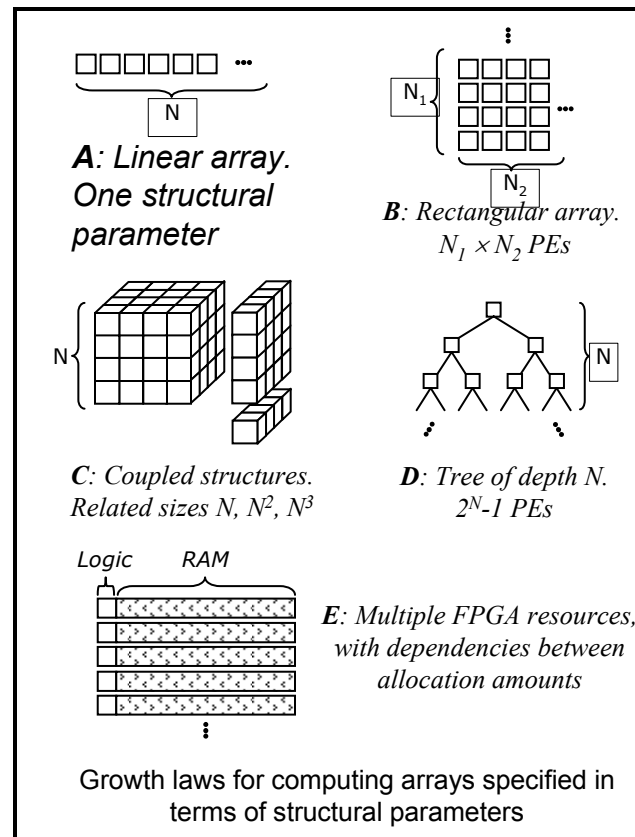 N
A: Linear array.
One structural
parameter
N₁
N₂
B: Rectangular array.
N₁ × N₂ PEs
N
C: Coupled structures.
Related sizes N, N², N³
N
D: Tree of depth N.
2ᴺ-1 PEs
Logic RAM
E: Multiple FPGA resources,
with dependencies between
allocation amounts
Growth laws for computing arrays specified in
terms of structural parameters